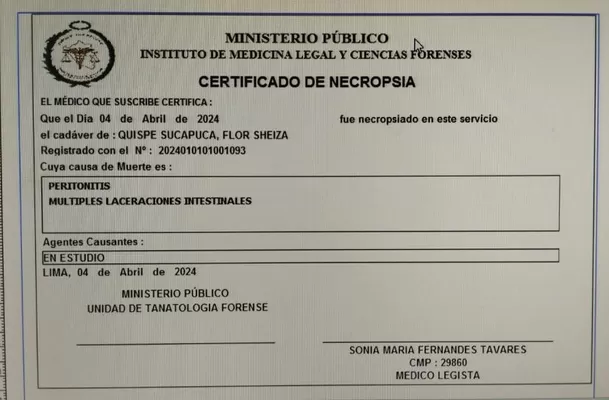 MINISTERIO PÚBLICO
INSTITUTO DE MEDICINA LEGAL Y CIENCIAS FORENSES
CERTIFICADO DE NECROPSIA
EL MÉDICO QUE SUSCRIBE CERTIFICA :
Que el Dia 04 de Abril de 2024 fue necropsiado en este servicio
el cadáver de : QUISPE SUCAPUCA, FLOR SHEIZA
Registrado con el N° : 2024010101001093
Cuya causa de Muerte es :
PERITONITIS
MULTIPLES LACERACIONES INTESTINALES
Agentes Causantes :
EN ESTUDIO
LIMA, 04 de Abril de 2024
MINISTERIO PÚBLICO
UNIDAD DE TANATOLOGIA FORENSE
SONIA MARIA FERNANDES TAVARES
CMP : 29860
MEDICO LEGISTA